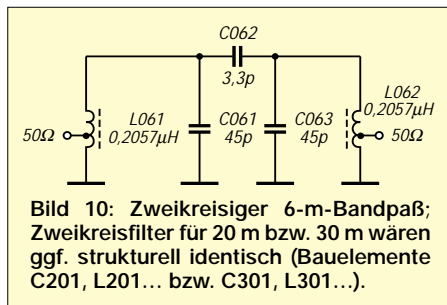 C062
3,3p
L061
0,2057µH
C061
45p
C063
45p
L062
0,2057µH
50Ω
50Ω
Bild 10: Zweikreisiger 6-m-Bandpaß;
Zweikreisfilter für 20 m bzw. 30 m wären
ggf. strukturell identisch (Bauelemente
C201, L201… bzw. C301, L301…).